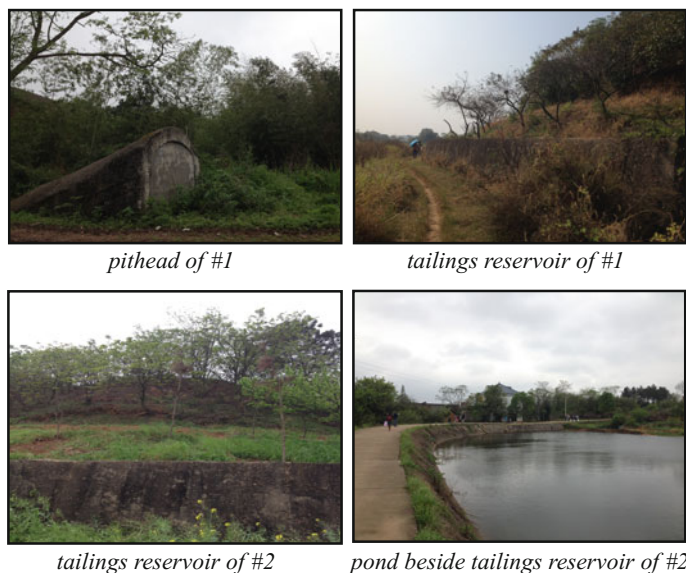 pithead of #1
tailings reservoir of #1
tailings reservoir of #2
pond beside tailings reservoir of #2